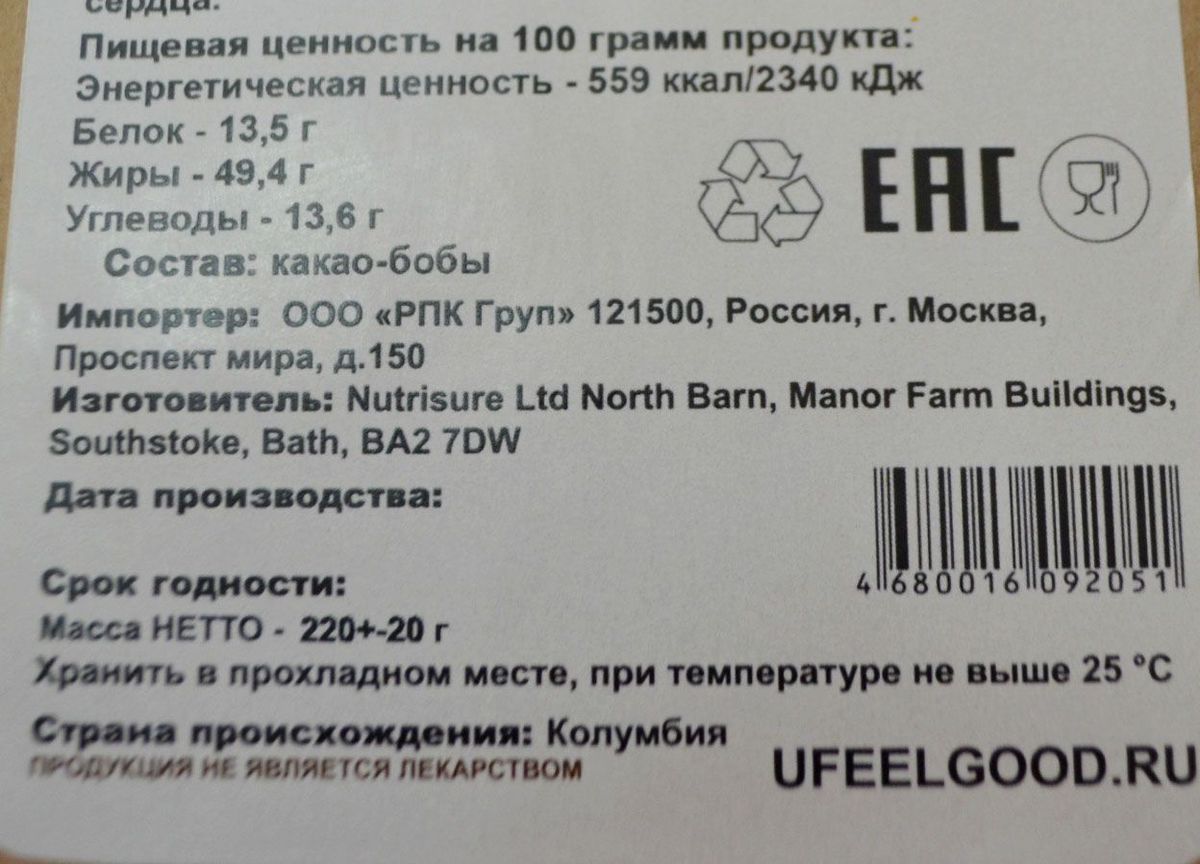 сердца.
Пищевая ценность на 100 грамм продукта:
Энергетическая ценность - 559 ккал/2340 кДж
Белок - 13,5 г
Жиры - 49,4 г
Углеводы - 13,6 г
EAC
Состав: какао-бобы
Импортер: ООО «РПК Груп» 121500, Россия, г. Москва,
Проспект мира, д.150
Изготовитель: Nutrisure Ltd North Barn, Manor Farm Buildings,
Southstoke, Bath, BA2 7DW
Дата производства:
4 680016 092051
Срок годности:
Масса НЕТТО - 220+-20 г
Хранить в прохладном месте, при температуре не выше 25 °C
Страна происхождения: Колумбия
ПРОДУКЦИЯ НЕ ЯВЛЯЕТСЯ ЛЕКАРСТВОМ
UFEELGOOD.RU